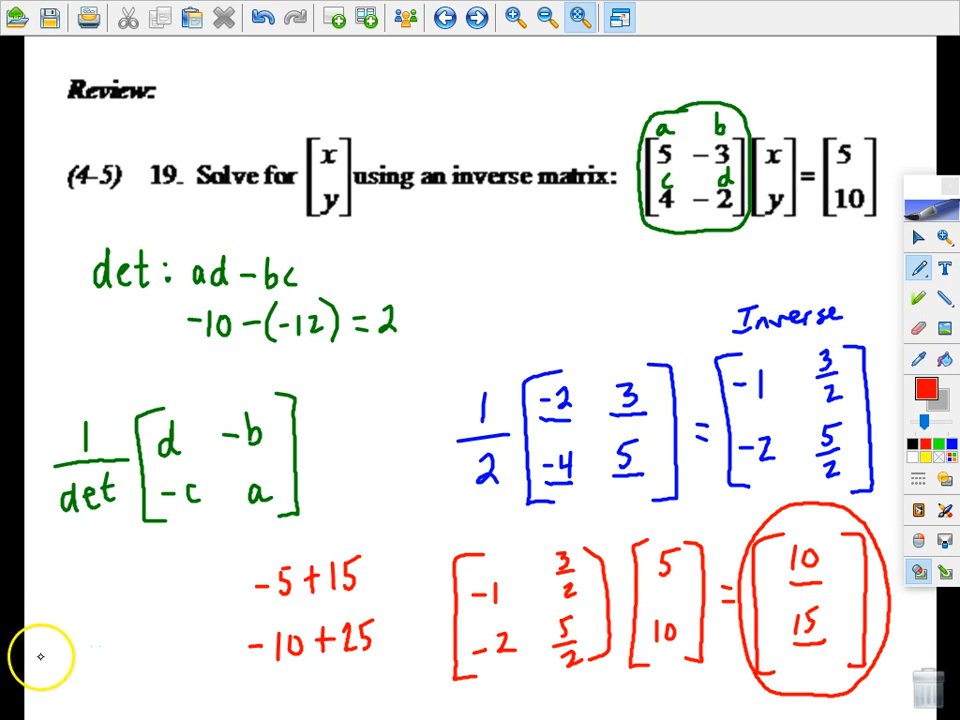 Review:
(4-5) 19. Solve for [x y] using an inverse matrix: [5 -3 4 -2] [x y] = [5 10]
a b
c d
det: ad - bc
-10 - (-12) = 2
Inverse
1/det [d -b -c a]
1/2 [-2 3 -4 5] = [-1 3/2 -2 5/2]
-5 + 15
-10 + 25
[-1 3/2 -2 5/2] [5 10] = [10 15]